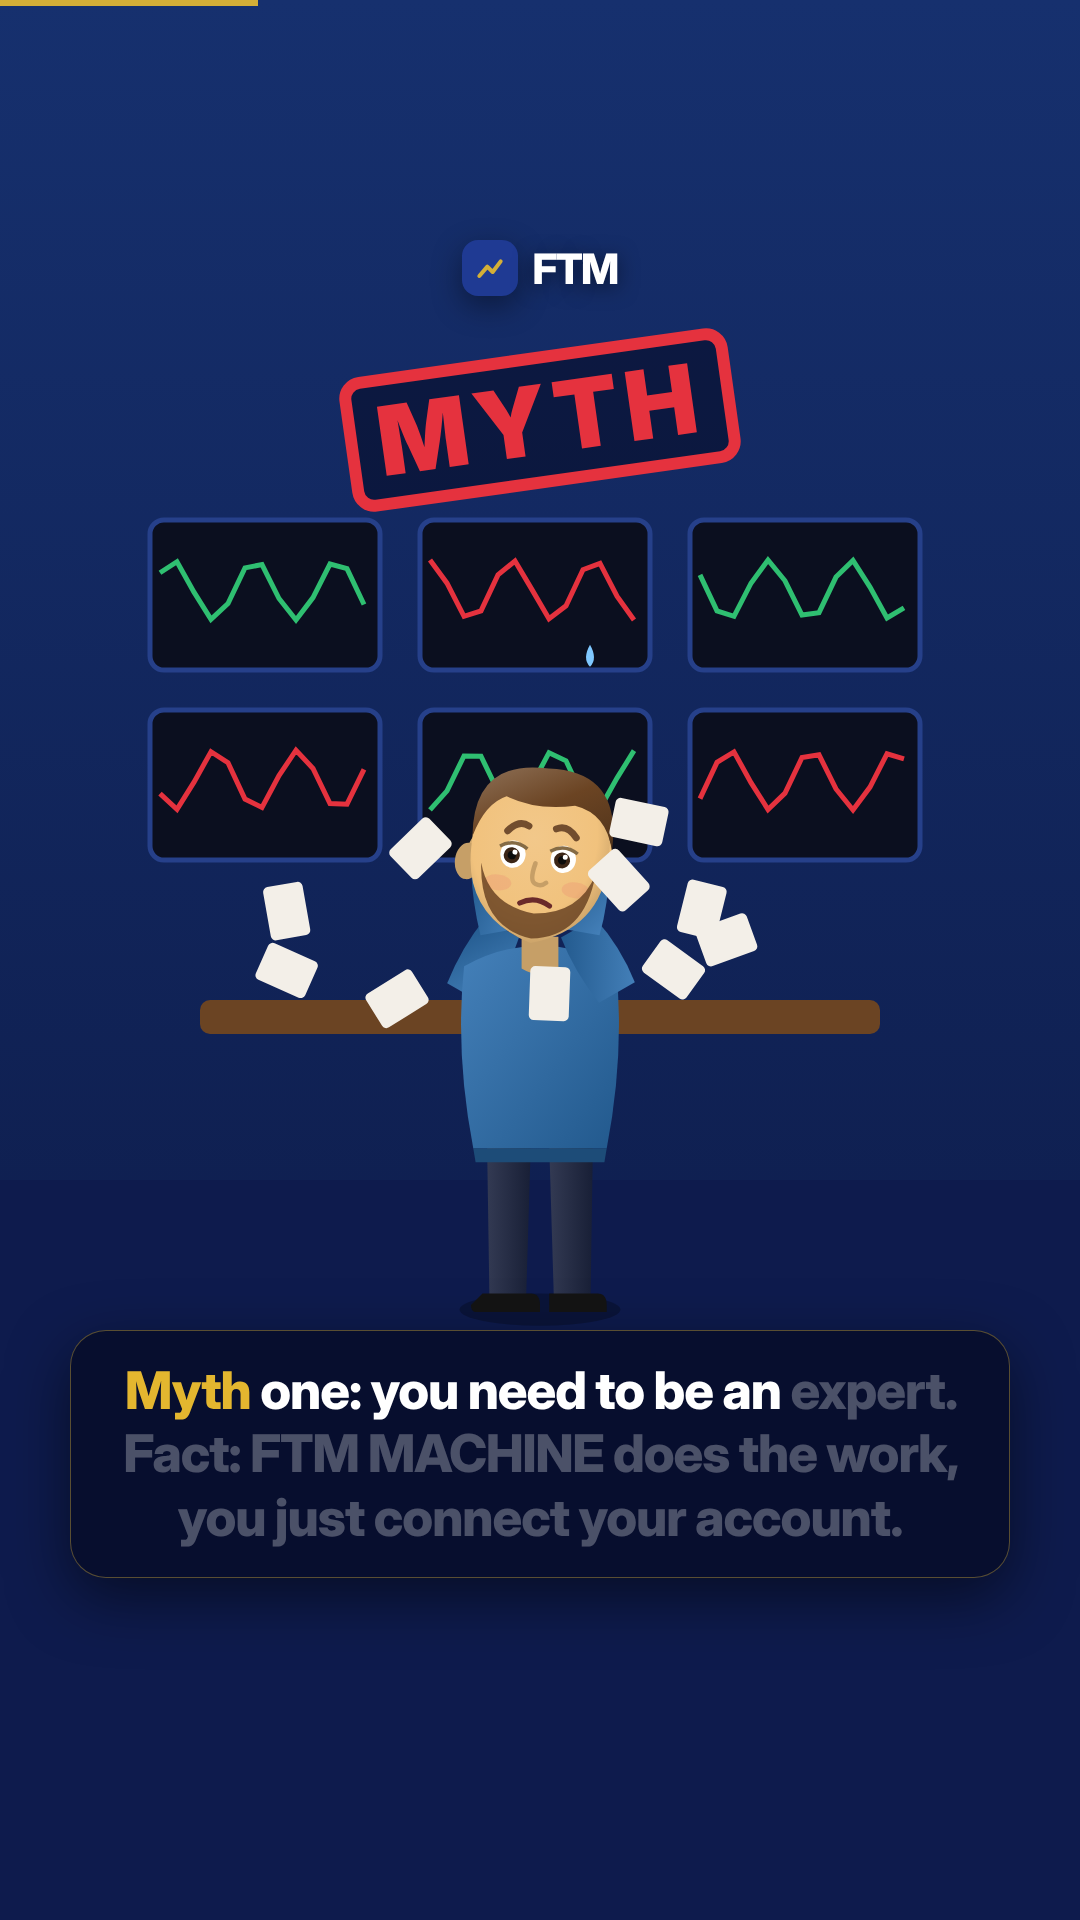 FTM
MYTH
Myth one: you need to be an expert.
Fact: FTM MACHINE does the work,
you just connect your account.